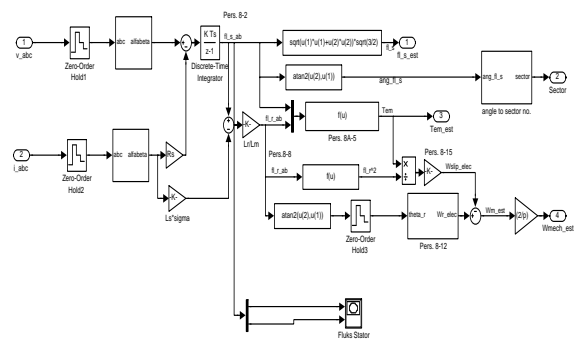 Pers. 8-2
1
v_abc
Zero-Order
Hold1
abc
alfabeta
K Ts
z-1
Discrete-Time
Integrator
fl_s_ab
sqrt(u(1)*u(1)+u(2)*u(2))*sqrt(3/2)
fl_s
1
fl_s_est
atan2(u(2),u(1))
ang_fl_s
ang_fl_s
sector
angle to sector no.
2
Sector
2
i_abc
Zero-Order
Hold2
abc
alfabeta
Rs
-K-
Ls*sigma
-K-
Lr/Lm
fl_r_ab
f(u)
Pers. 8A-5
Tem
3
Tem_est
Pers.8-8
fl_r_ab
f(u)
fl_r^2
×
÷
Pers. 8-15
-K-
Wslip_elec
atan2(u(2),u(1))
Zero-Order
Hold3
theta_r
Wr_elec
Pers. 8-12
Wm_est
(2/p)
4
Wmech_est
Fluks Stator